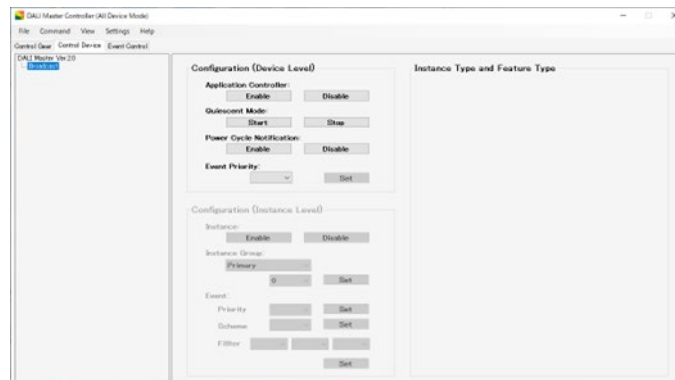 DALI Master Controller (All Device Mode)
File Command View Settings Help
Control Gear Control Device Event Control
DALI Master Ver.2.0
Broadcast
Configuration (Device Level)
Application Controller:
Enable Disable
Quiescent Mode:
Start Stop
Power Cycle Notification:
Enable Disable
Event Priority:
Set
Configuration (Instance Level)
Instance:
Enable Disable
Instance Group:
Primary
0 Set
Event:
Priority Set
Scheme Set
Filter
Set
Instance Type and Feature Type